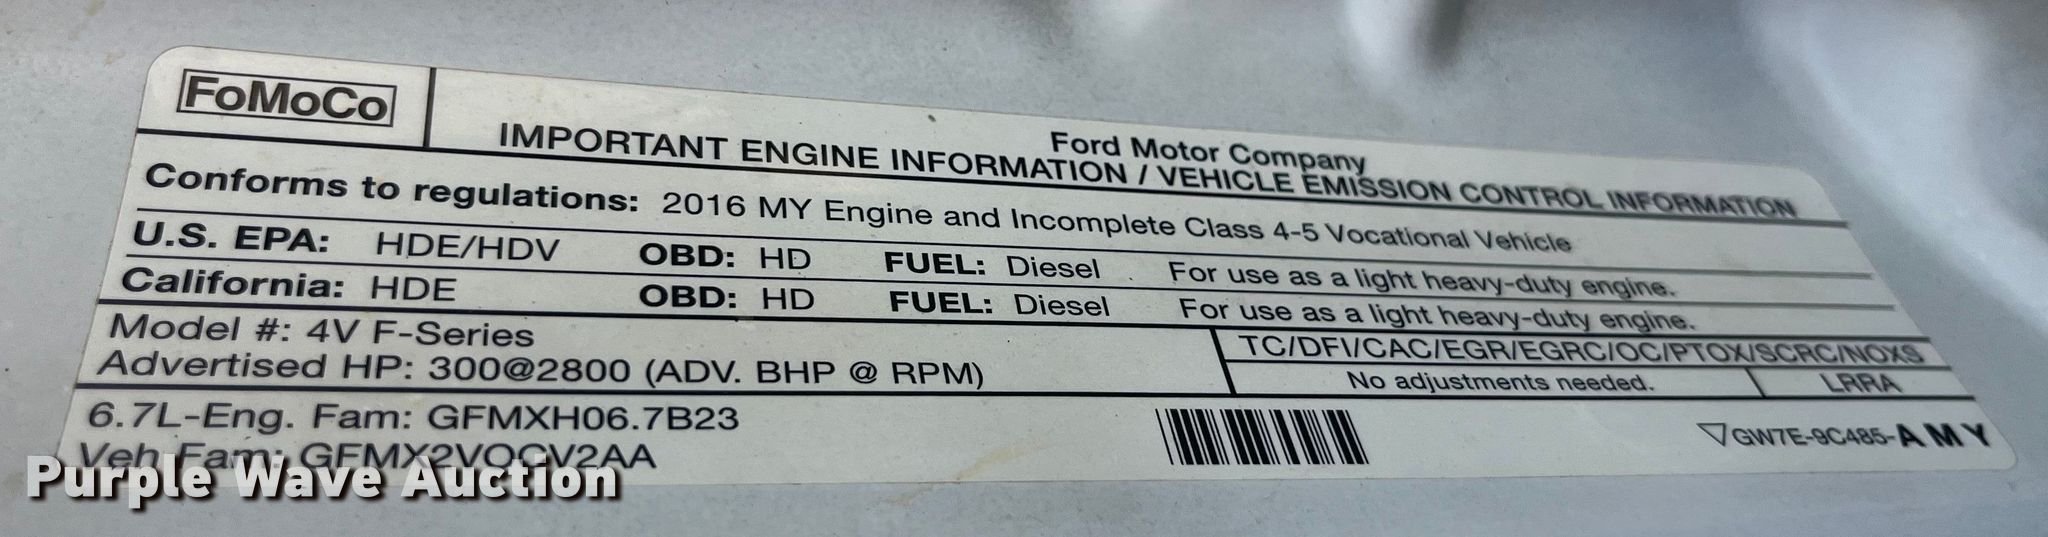 FoMoCo
Ford Motor Company
IMPORTANT ENGINE INFORMATION / VEHICLE EMISSION CONTROL INFORMATION
Conforms to regulations: 2016 MY Engine and Incomplete Class 4-5 Vocational Vehicle
U.S. EPA: HDE/HDV OBD: HD FUEL: Diesel For use as a light heavy-duty engine.
California: HDE OBD: HD FUEL: Diesel For use as a light heavy-duty engine.
Model #: 4V F-Series
Advertised HP: 300@2800 (ADV. BHP @ RPM)
TC/DFI/CAC/EGR/EGRC/OC/PTOX/SCRC/NOXS
No adjustments needed. LRRA
6.7L-Eng. Fam: GFMXH06.7B23
Veh Fam: GFMX2VOCV2AA
GW7E-9C485-AMY
Purple Wave Auction